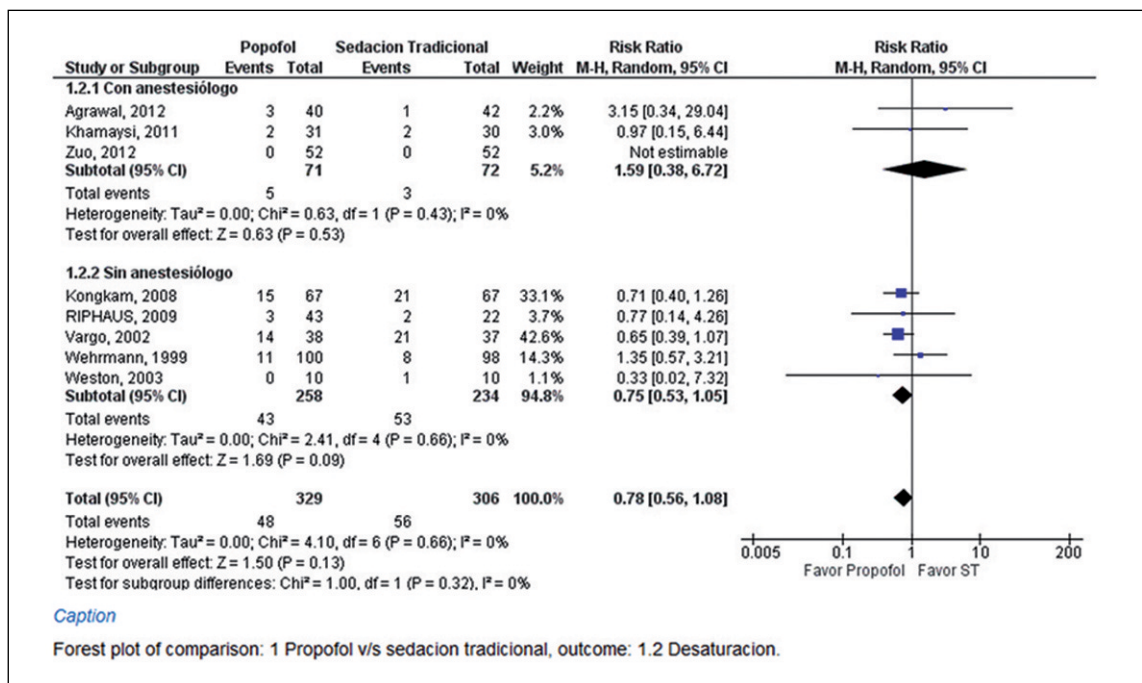 Popofol Sedacion Tradicional Risk Ratio Risk Ratio
Study or Subgroup Events Total Events Total Weight M-H, Random, 95% CI M-H, Random, 95% CI
1.2.1 Con anestesiólogo
Agrawal, 2012 3 40 1 42 2.2% 3.15 [0.34, 29.04]
Khamaysi, 2011 2 31 2 30 3.0% 0.97 [0.15, 6.44]
Zuo, 2012 0 52 0 52 Not estimable
Subtotal (95% CI) 71 72 5.2% 1.59 [0.38, 6.72]
Total events 5 3
Heterogeneity: Tau² = 0.00; Chi² = 0.63, df = 1 (P = 0.43); I² = 0%
Test for overall effect: Z = 0.63 (P = 0.53)
1.2.2 Sin anestesiólogo
Kongkam, 2008 15 67 21 67 33.1% 0.71 [0.40, 1.26]
RIPHAUS, 2009 3 43 2 22 3.7% 0.77 [0.14, 4.26]
Vargo, 2002 14 38 21 37 42.6% 0.65 [0.39, 1.07]
Wehrmann, 1999 11 100 8 98 14.3% 1.35 [0.57, 3.21]
Weston, 2003 0 10 1 10 1.1% 0.33 [0.02, 7.32]
Subtotal (95% CI) 258 234 94.8% 0.75 [0.53, 1.05]
Total events 43 53
Heterogeneity: Tau² = 0.00; Chi² = 2.41, df = 4 (P = 0.66); I² = 0%
Test for overall effect: Z = 1.69 (P = 0.09)
Total (95% CI) 329 306 100.0% 0.78 [0.56, 1.08]
Total events 48 56
Heterogeneity: Tau² = 0.00; Chi² = 4.10, df = 6 (P = 0.66); I² = 0%
Test for overall effect: Z = 1.50 (P = 0.13)
Test for subgroup differences: Chi² = 1.00, df = 1 (P = 0.32), I² = 0%
0.005 0.1 1 10 200
Favor Propofol Favor ST
Caption
Forest plot of comparison: 1 Propofol v/s sedacion tradicional, outcome: 1.2 Desaturacion.